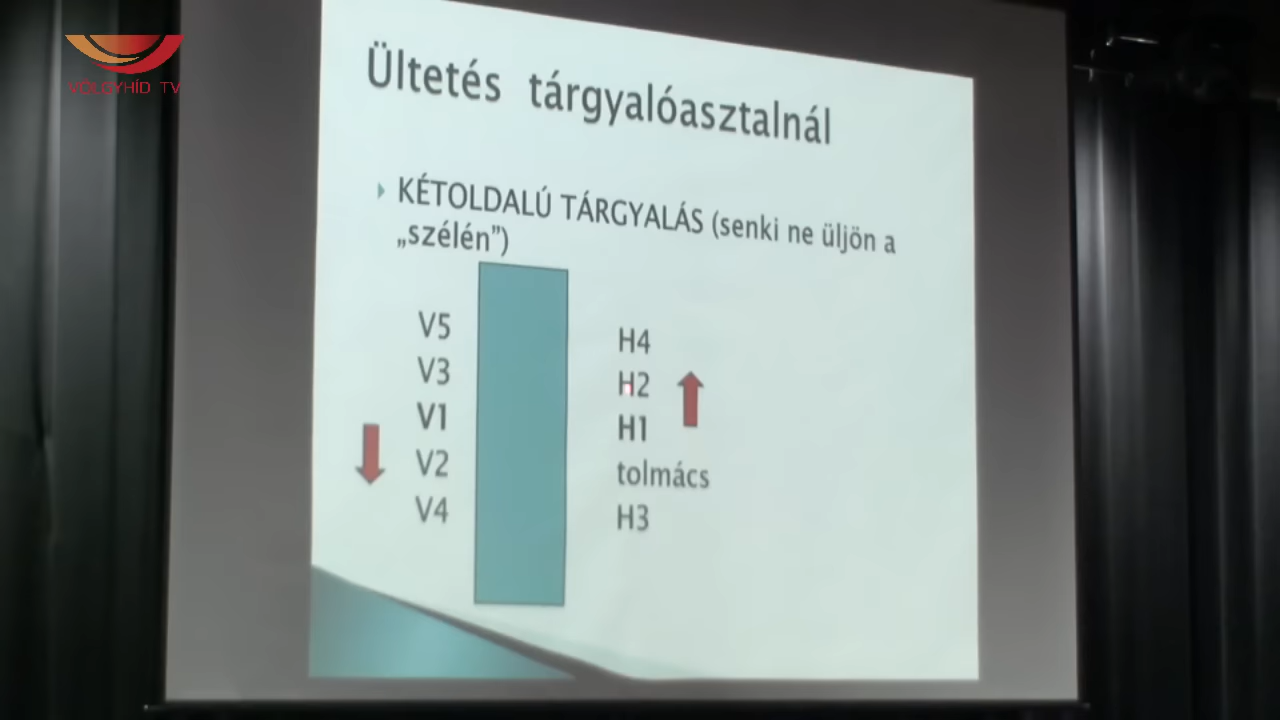 VÖLGYHÍD TV
Ültetés tárgyalóasztalnál
KÉTOLDALÚ TÁRGYALÁS (senki ne üljön a
„szélén”)
V5
V3
V1
V2
V4
H4
H2
H1
tolmács
H3